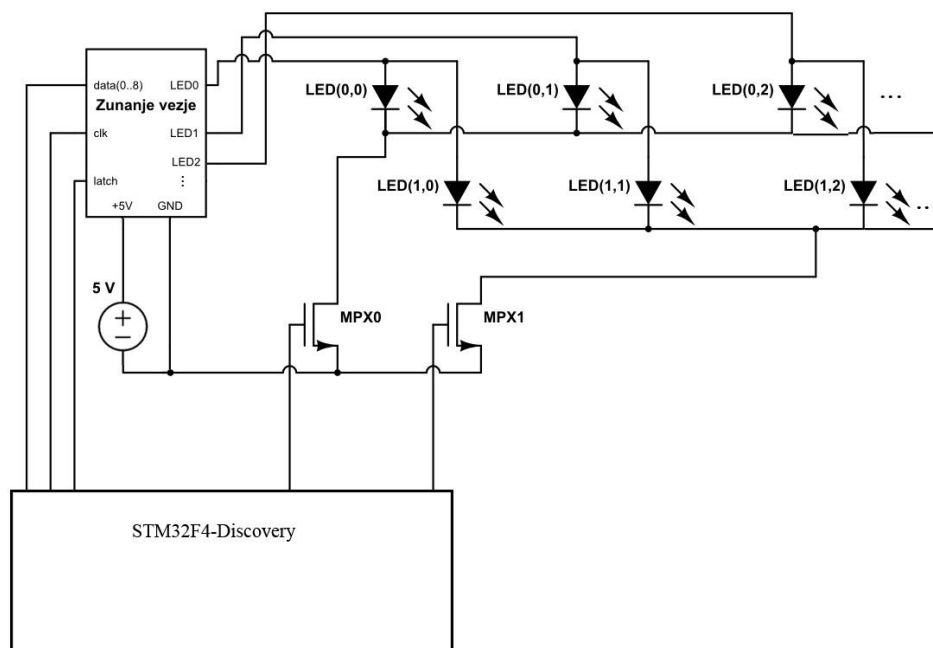 data(0..8) LED0
Zunanje vezje
clk LED1
LED2
latch ⋮
+5V GND
LED(0,0) LED(0,1) LED(0,2) ...
LED(1,0) LED(1,1) LED(1,2) ...
5 V
MPX0 MPX1
STM32F4-Discovery